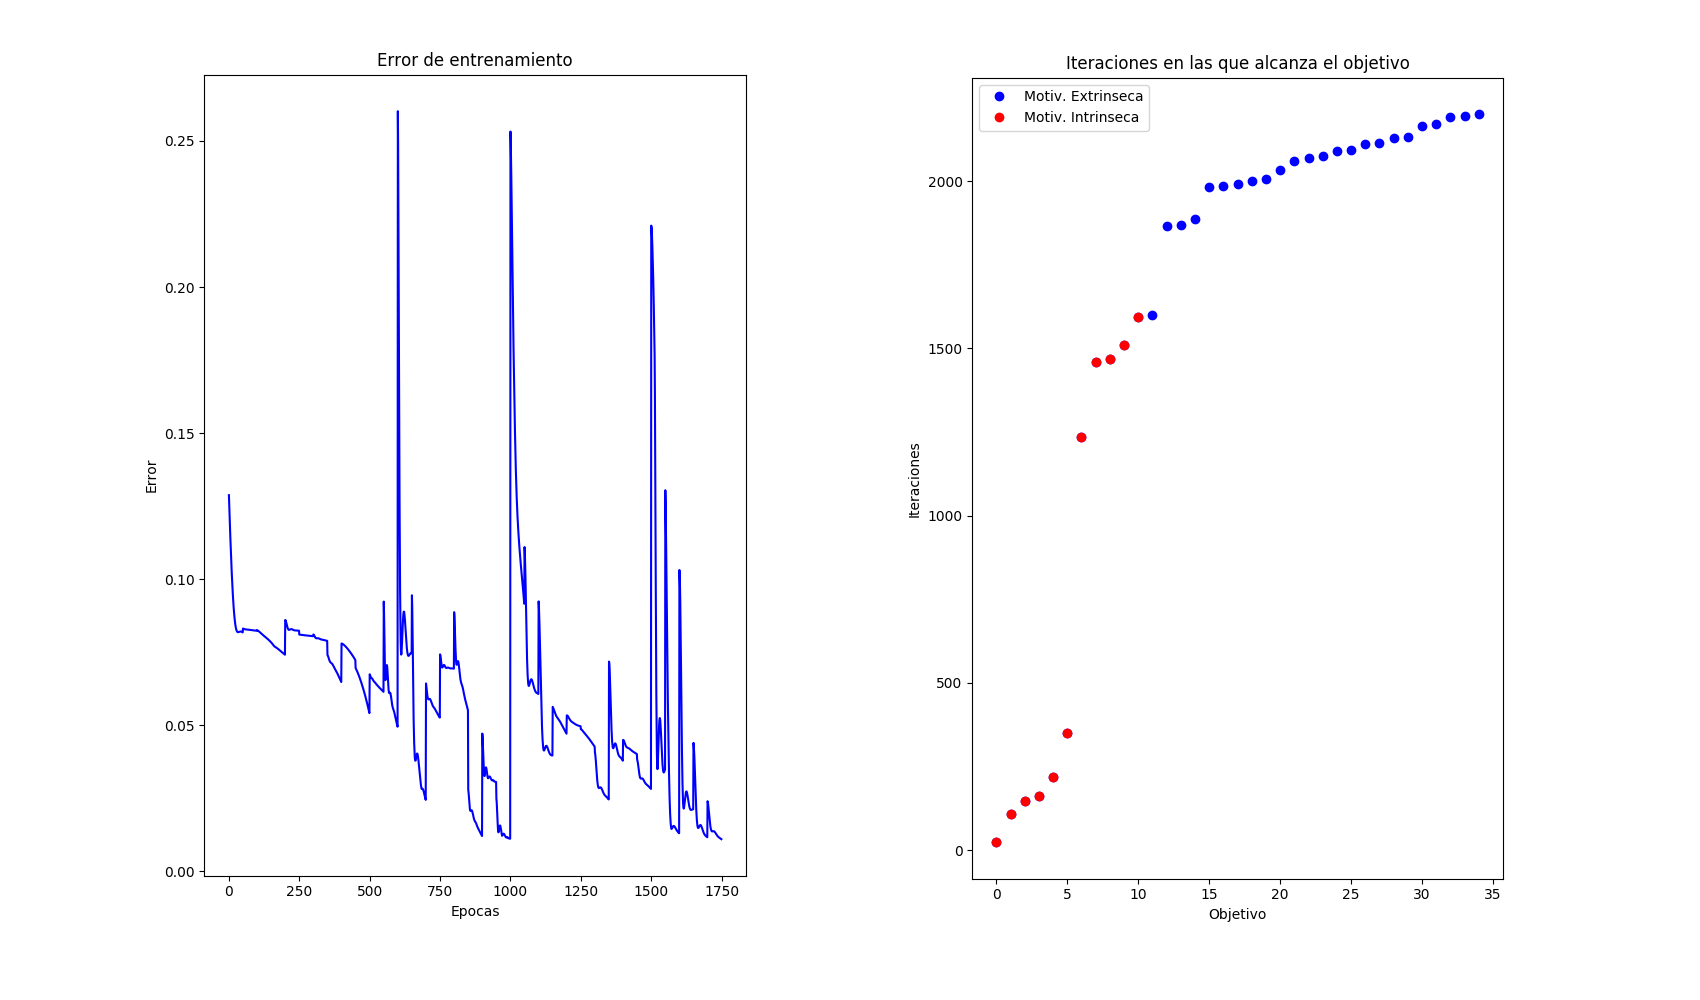 Error de entrenamiento
0.25
0.20
0.15
0.10
0.05
0.00
Error
0 250 500 750 1000 1250 1500 1750
Epocas
Iteraciones en las que alcanza el objetivo
Motiv. Extrinseca
Motiv. Intrinseca
2000
1500
1000
500
0
Iteraciones
0 5 10 15 20 25 30 35
Objetivo